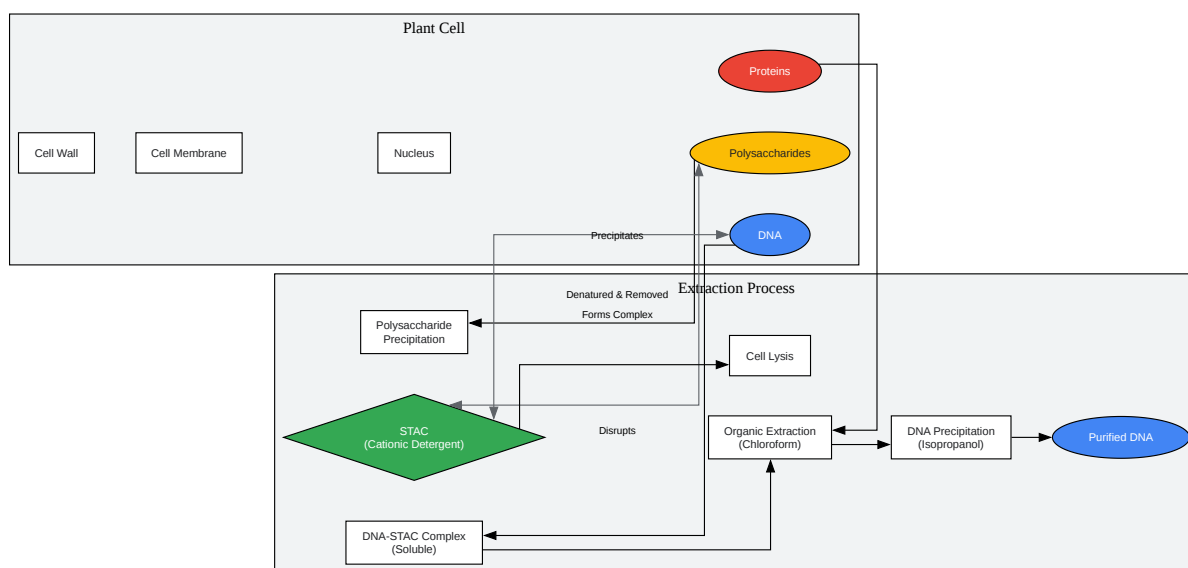 Plant Cell
Proteins
Cell Wall
Cell Membrane
Nucleus
Polysaccharides
Precipitates
DNA
Extraction Process
Denatured & Removed
Forms Complex
Polysaccharide
Precipitation
Cell Lysis
STAC
(Cationic Detergent)
Disrupts
Organic Extraction
(Chloroform)
DNA Precipitation
(Isopropanol)
Purified DNA
DNA-STAC Complex
(Soluble)